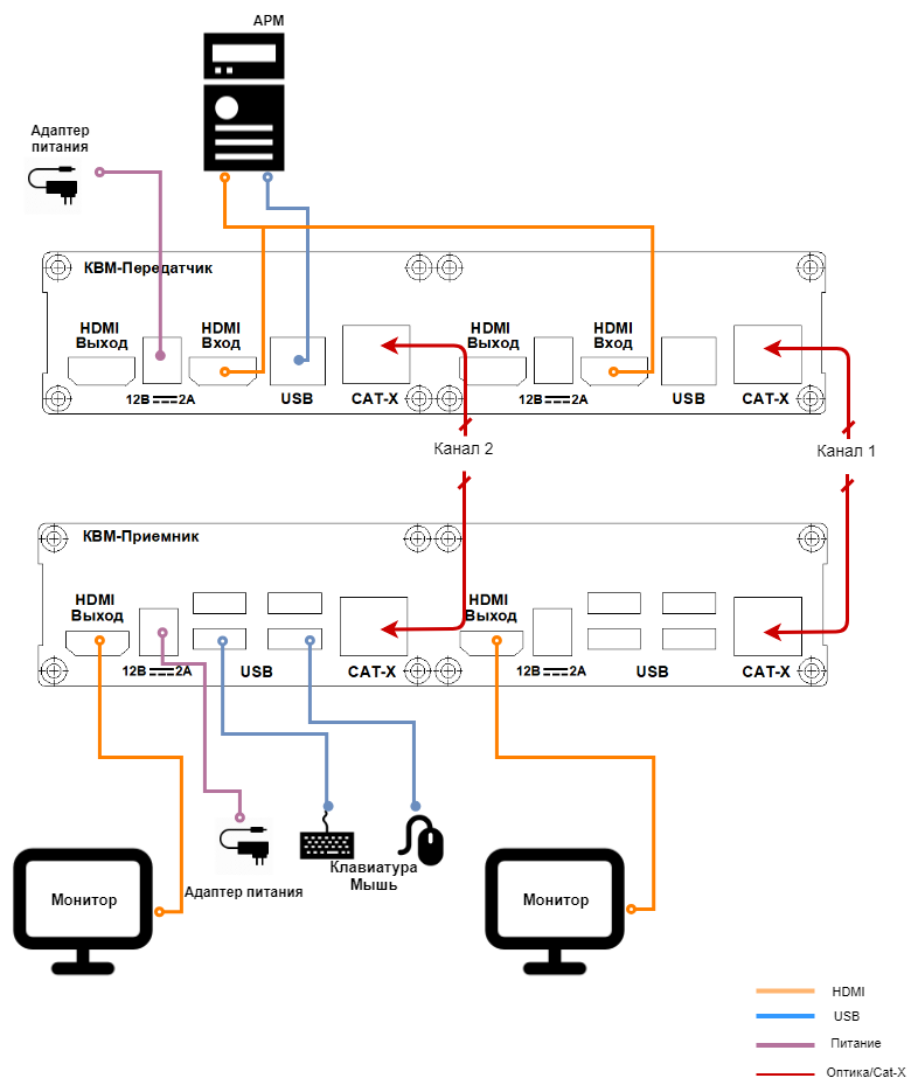 АРМ
Адаптер
питания
КВМ-Передатчик
HDMI
Выход
HDMI
Вход
HDMI
Выход
HDMI
Вход
12В 2А
USB
CAT-X
12В 2А
USB
CAT-X
Канал 2
Канал 1
КВМ-Приемник
HDMI
Выход
HDMI
Выход
12В 2А
USB
CAT-X
12В 2А
USB
CAT-X
Адаптер питания
Клавиатура
Мышь
Монитор
Монитор
HDMI
USB
Питание
Оптика/Cat-X